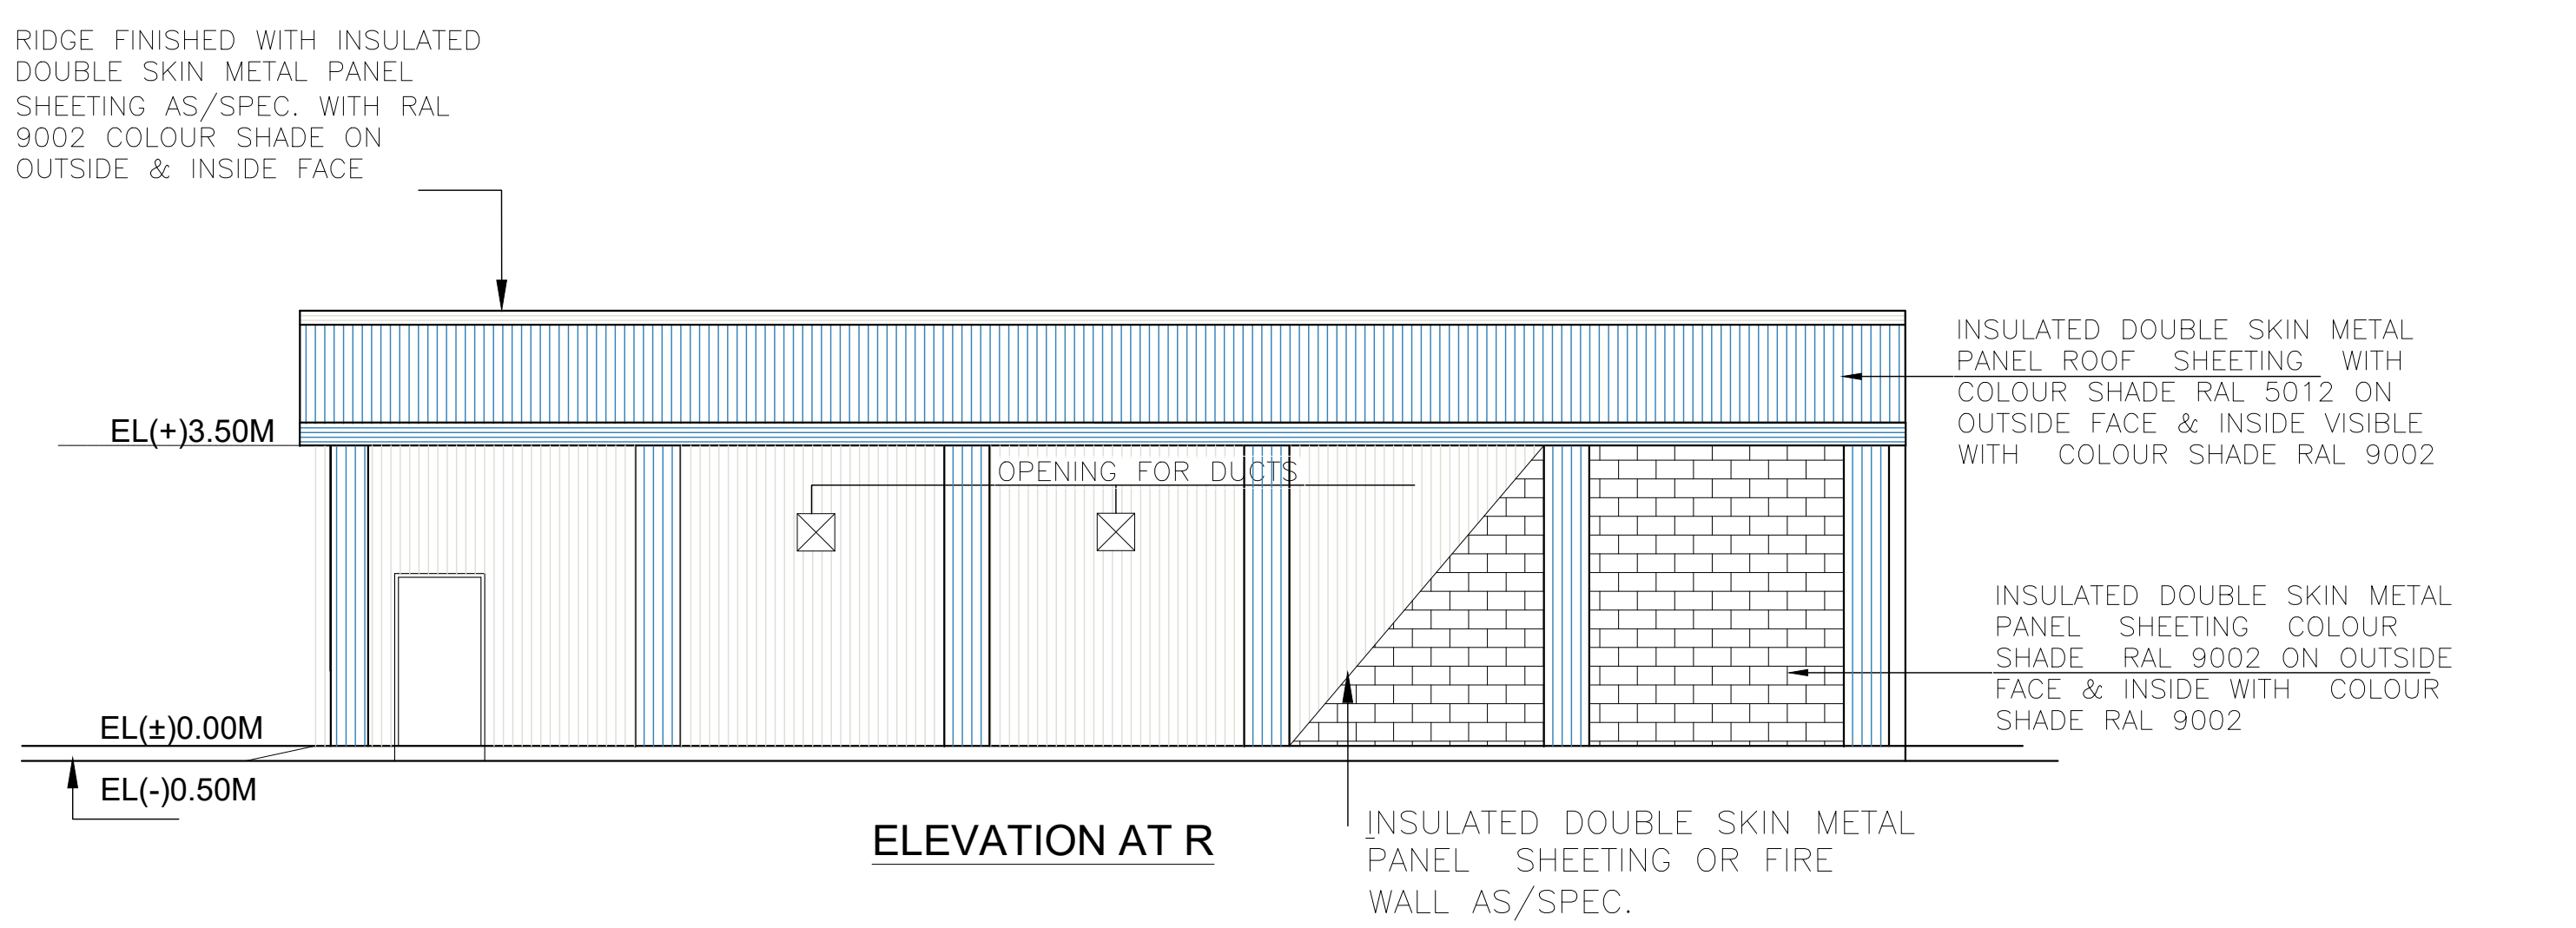 RIDGE FINISHED WITH INSULATED
DOUBLE SKIN METAL PANEL
SHEETING AS/SPEC. WITH RAL
9002 COLOUR SHADE ON
OUTSIDE & INSIDE FACE
INSULATED DOUBLE SKIN METAL
PANEL ROOF SHEETING WITH
COLOUR SHADE RAL 5012 ON
OUTSIDE FACE & INSIDE VISIBLE
WITH COLOUR SHADE RAL 9002
EL(+)3.50M
OPENING FOR DUCTS
INSULATED DOUBLE SKIN METAL
PANEL SHEETING COLOUR
SHADE RAL 9002 ON OUTSIDE
FACE & INSIDE WITH COLOUR
SHADE RAL 9002
EL(±)0.00M
EL(-)0.50M
ELEVATION AT R
INSULATED DOUBLE SKIN METAL
PANEL SHEETING OR FIRE
WALL AS/SPEC.